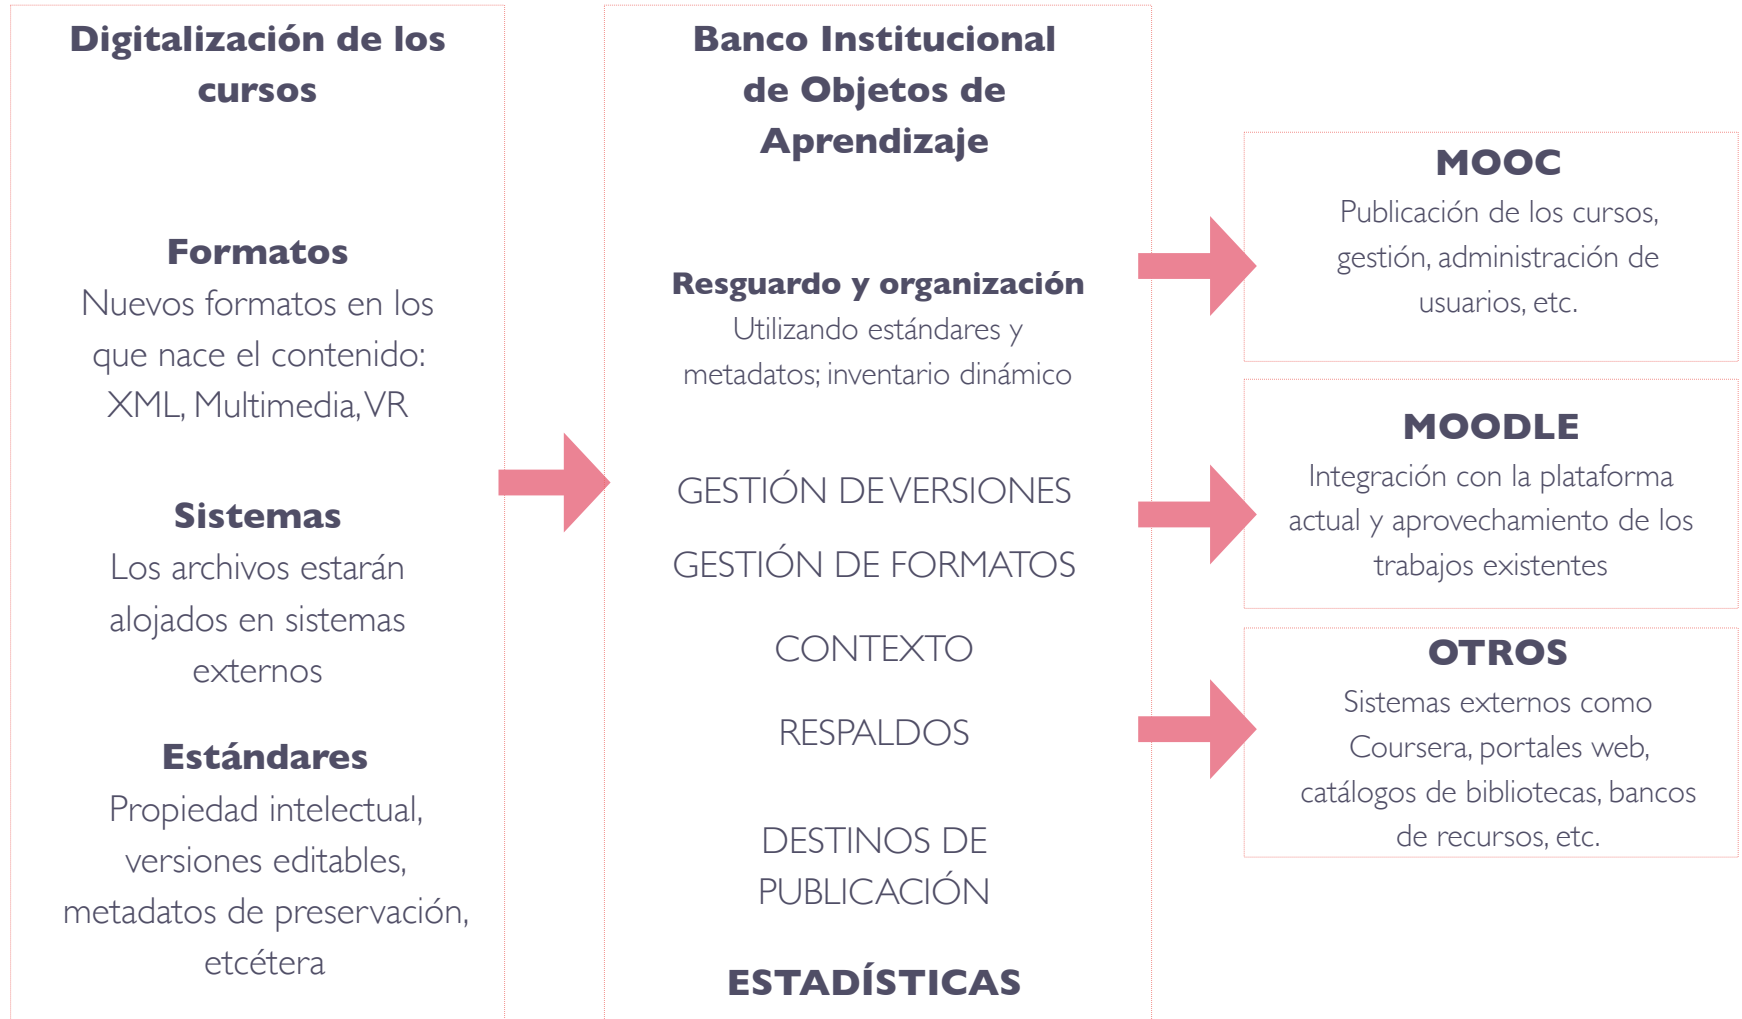 Digitalización de los
cursos
Formatos
Nuevos formatos en los
que nace el contenido:
XML, Multimedia, VR
Sistemas
Los archivos estarán
alojados en sistemas
externos
Estándares
Propiedad intelectual,
versiones editables,
metadatos de preservación,
etcétera
Banco Institucional
de Objetos de
Aprendizaje
Resguardo y organización
Utilizando estándares y
metadatos; inventario dinámico
GESTIÓN DE VERSIONES
GESTIÓN DE FORMATOS
CONTEXTO
RESPALDOS
DESTINOS DE
PUBLICACIÓN
ESTADÍSTICAS
MOOC
Publicación de los cursos,
gestión, administración de
usuarios, etc.
MOODLE
Integración con la plataforma
actual y aprovechamiento de los
trabajos existentes
OTROS
Sistemas externos como
Coursera, portales web,
catálogos de bibliotecas, bancos
de recursos, etc.